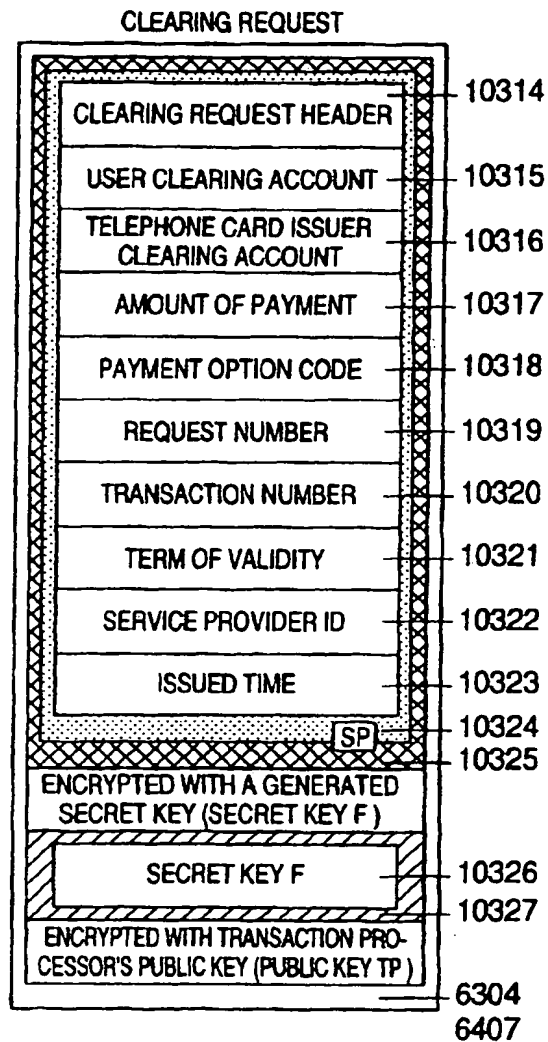 CLEARING REQUEST
CLEARING REQUEST HEADER
10314
USER CLEARING ACCOUNT
10315
TELEPHONE CARD ISSUER
CLEARING ACCOUNT
10316
AMOUNT OF PAYMENT
10317
PAYMENT OPTION CODE
10318
REQUEST NUMBER
10319
TRANSACTION NUMBER
10320
TERM OF VALIDITY
10321
SERVICE PROVIDER ID
10322
ISSUED TIME
10323
SP
10324
10325
ENCRYPTED WITH A GENERATED
SECRET KEY (SECRET KEY F)
SECRET KEY F
10326
10327
ENCRYPTED WITH TRANSACTION PRO-
CESSOR'S PUBLIC KEY (PUBLIC KEY TP)
6304
6407